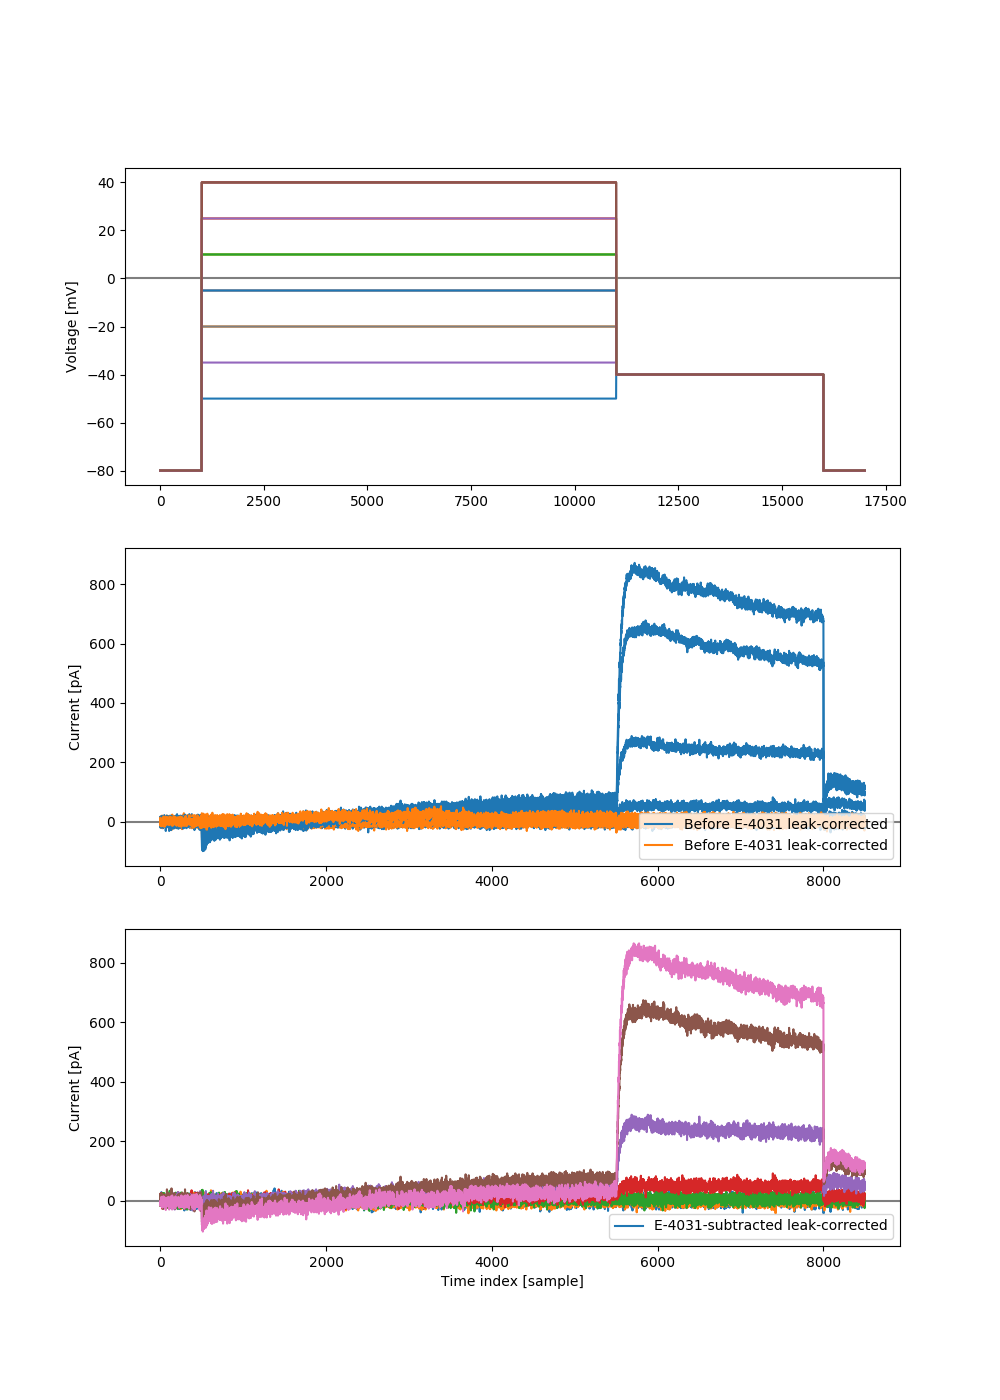 40
20
0
−20
−40
−60
−80
Voltage [mV]
0 2500 5000 7500 10000 12500 15000 17500
800
600
400
200
0
Current [pA]
Before E-4031 leak-corrected
Before E-4031 leak-corrected
0 2000 4000 6000 8000
800
600
400
200
0
Current [pA]
E-4031-subtracted leak-corrected
0 2000 4000 6000 8000
Time index [sample]